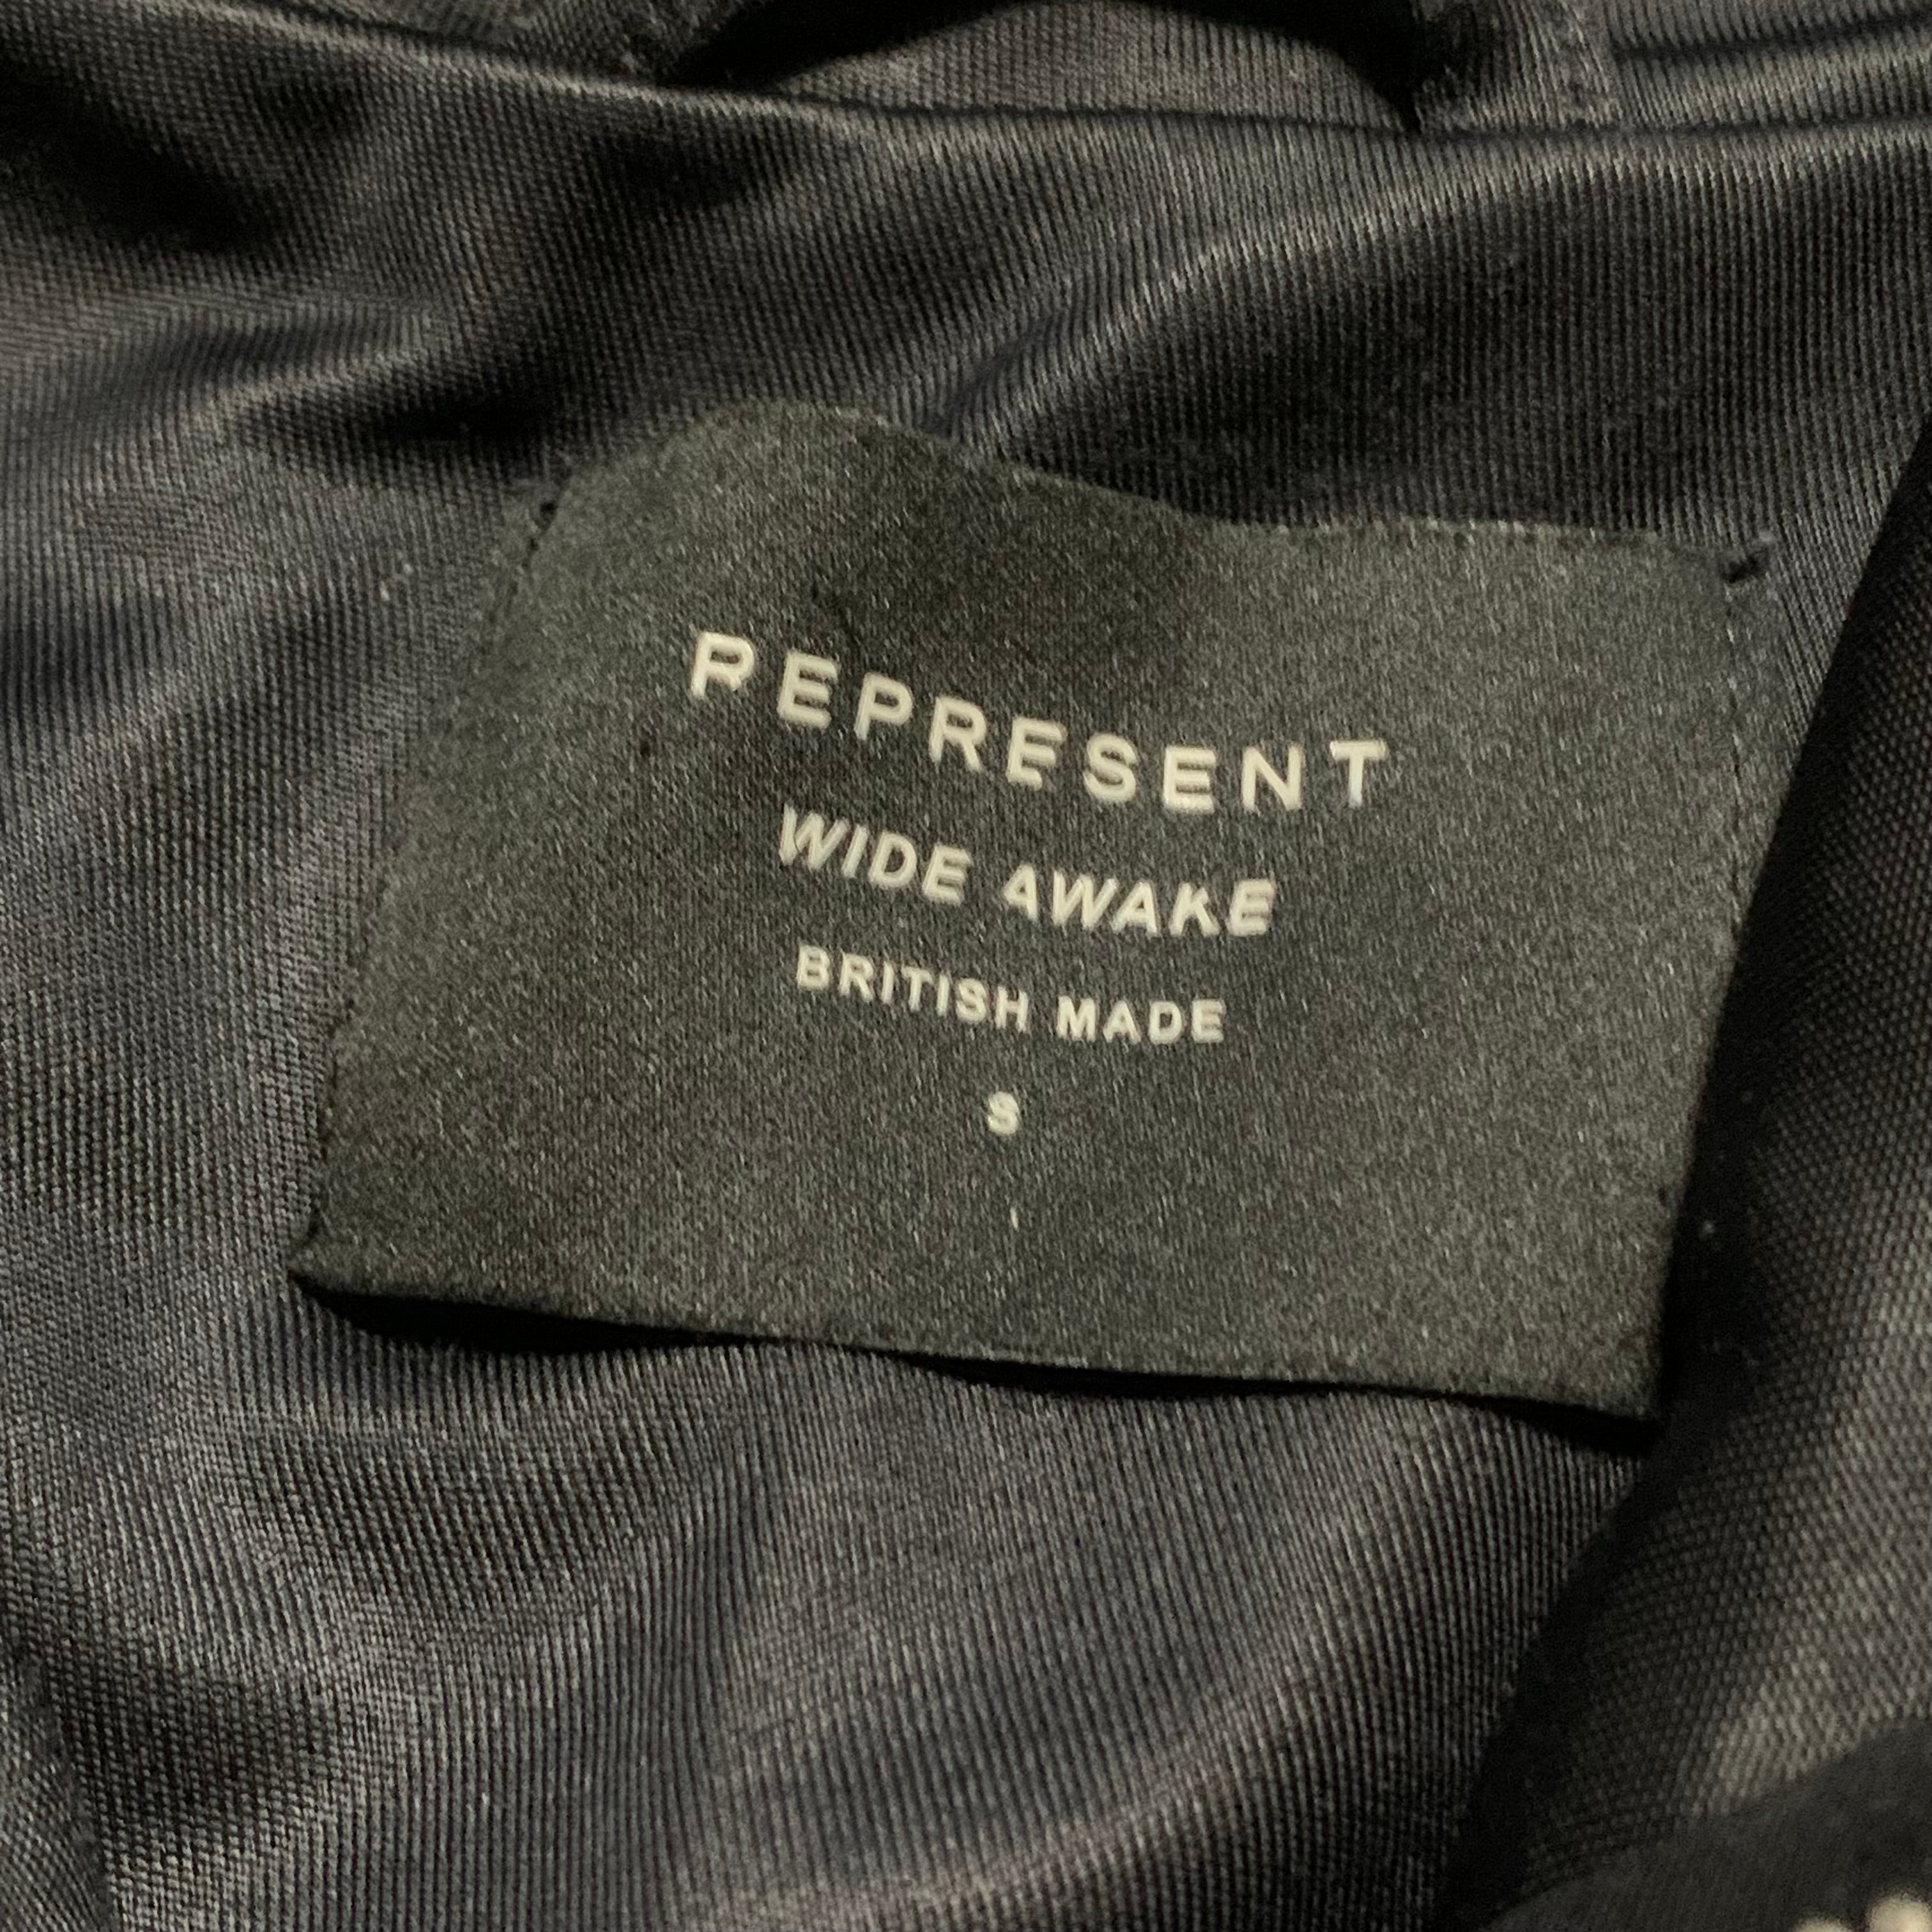 REPRESENT
WIDE AWAKE
BRITISH MADE
S